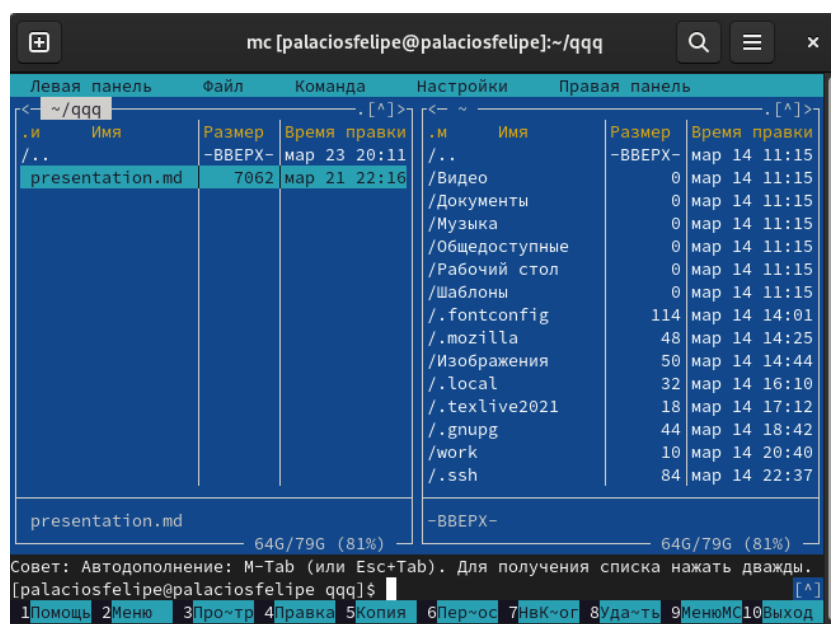 mc [palaciosfelipe@palaciosfelipe]:~/qqq
Левая панель Файл Команда Настройки Правая панель
<— ~/qqq .[^]> <— ~ .[^]>
.и Имя Размер Время правки .м Имя Размер Время правки
/.. -ВВЕРХ- мар 23 20:11 /.. -ВВЕРХ- мар 14 11:15
presentation.md 7062 мар 21 22:16 /Видео 0 мар 14 11:15
/Документы 0 мар 14 11:15
/Музыка 0 мар 14 11:15
/Общедоступные 0 мар 14 11:15
/Рабочий стол 0 мар 14 11:15
/Шаблоны 0 мар 14 11:15
/.fontconfig 114 мар 14 14:01
/.mozilla 48 мар 14 14:25
/Изображения 50 мар 14 14:44
/.local 32 мар 14 16:10
/.texlive2021 18 мар 14 17:12
/.gnupg 44 мар 14 18:42
/work 10 мар 14 20:40
/.ssh 84 мар 14 22:37
presentation.md -ВВЕРХ-
64G/79G (81%) 64G/79G (81%)
Совет: Автодополнение: M-Tab (или Esc+Tab). Для получения списка нажать дважды.
[palaciosfelipe@palaciosfelipe qqq]$ [^]
1Помощь 2Меню 3Про~тр 4Правка 5Копия 6Пер~ос 7НвК~ог 8Уда~ть 9МенюMC 10Выход